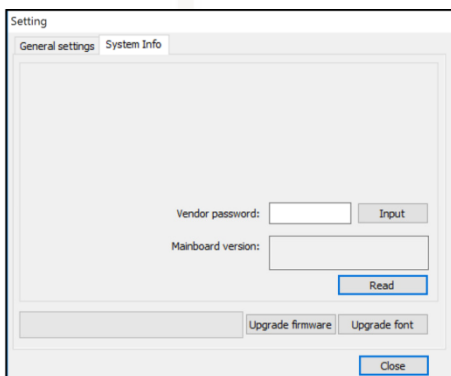 Setting
General settings System Info
Vendor password: Input
Mainboard version:
Read
Upgrade firmware Upgrade font
Close